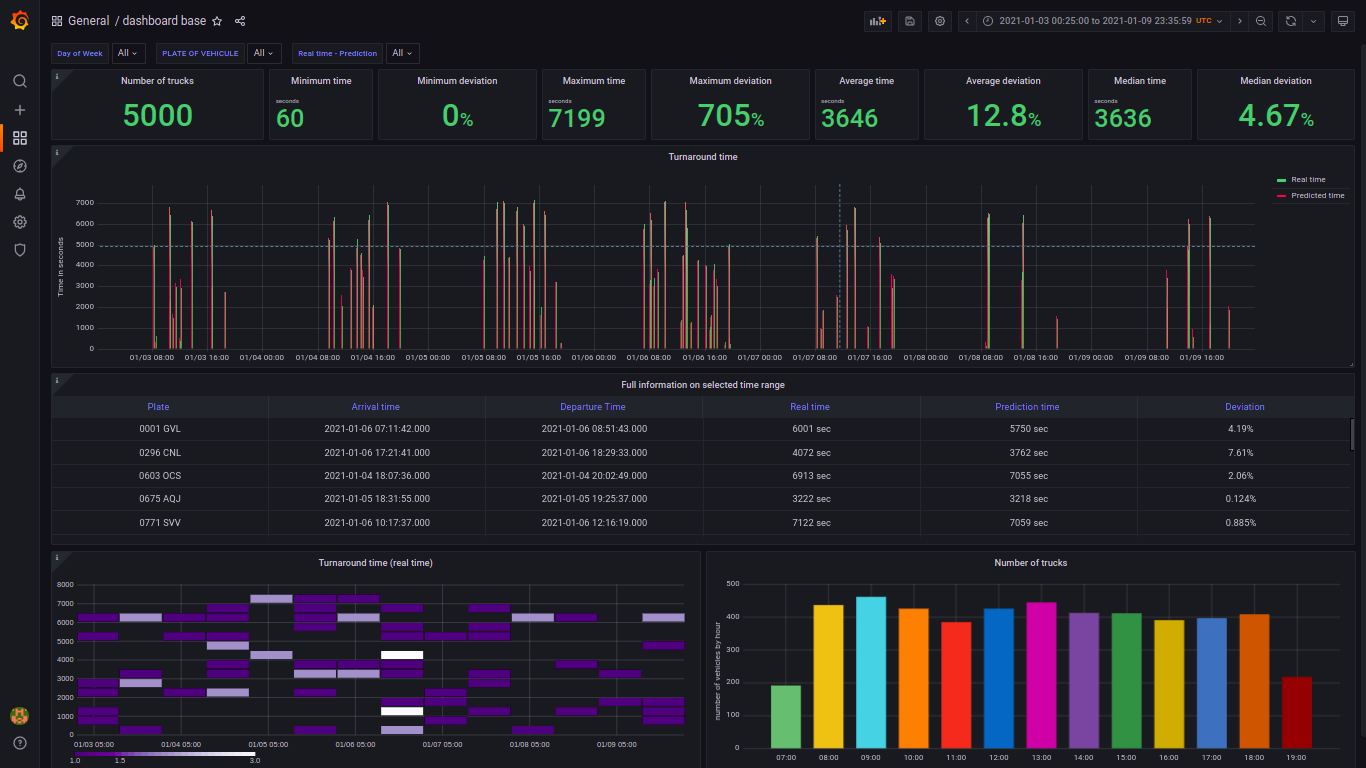 General / dashboard base
2021-01-03 00:25:00 to 2021-01-09 23:35:59 UTC
Day of Week All PLATE OF VEHICULE All Real time - Prediction All
Number of trucks Minimum time Minimum deviation Maximum time Maximum deviation Average time Average deviation Median time Median deviation
seconds seconds seconds seconds
5000 60 0% 7199 705% 3646 12.8% 3636 4.67%
Turnaround time
Real time
Predicted time
Time in seconds
7000
6000
5000
4000
3000
2000
1000
0
01/03 08:00 01/03 16:00 01/04 00:00 01/04 08:00 01/04 16:00 01/05 00:00 01/05 08:00 01/05 16:00 01/06 00:00 01/06 08:00 01/06 16:00 01/07 00:00 01/07 08:00 01/07 16:00 01/08 00:00 01/08 08:00 01/08 16:00 01/09 00:00 01/09 08:00 01/09 16:00
Full information on selected time range
Plate Arrival time Departure Time Real time Prediction time Deviation
0001 GVL 2021-01-06 07:11:42.000 2021-01-06 08:51:43.000 6001 sec 5750 sec 4.19%
0296 CNL 2021-01-06 17:21:41.000 2021-01-06 18:29:33.000 4072 sec 3762 sec 7.61%
0603 OCS 2021-01-04 18:07:36.000 2021-01-04 20:02:49.000 6913 sec 7055 sec 2.06%
0675 AQJ 2021-01-05 18:31:55.000 2021-01-05 19:25:37.000 3222 sec 3218 sec 0.124%
0771 SVV 2021-01-06 10:17:37.000 2021-01-06 12:16:19.000 7122 sec 7059 sec 0.885%
Turnaround time (real time)
8000
7000
6000
5000
4000
3000
2000
1000
0
01/03 05:00 01/04 05:00 01/05 05:00 01/06 05:00 01/07 05:00 01/08 05:00 01/09 05:00
1.0 1.5 3.0
Number of trucks
number of vehicles by hour
500
400
300
200
100
0
07:00 08:00 09:00 10:00 11:00 12:00 13:00 14:00 15:00 16:00 17:00 18:00 19:00